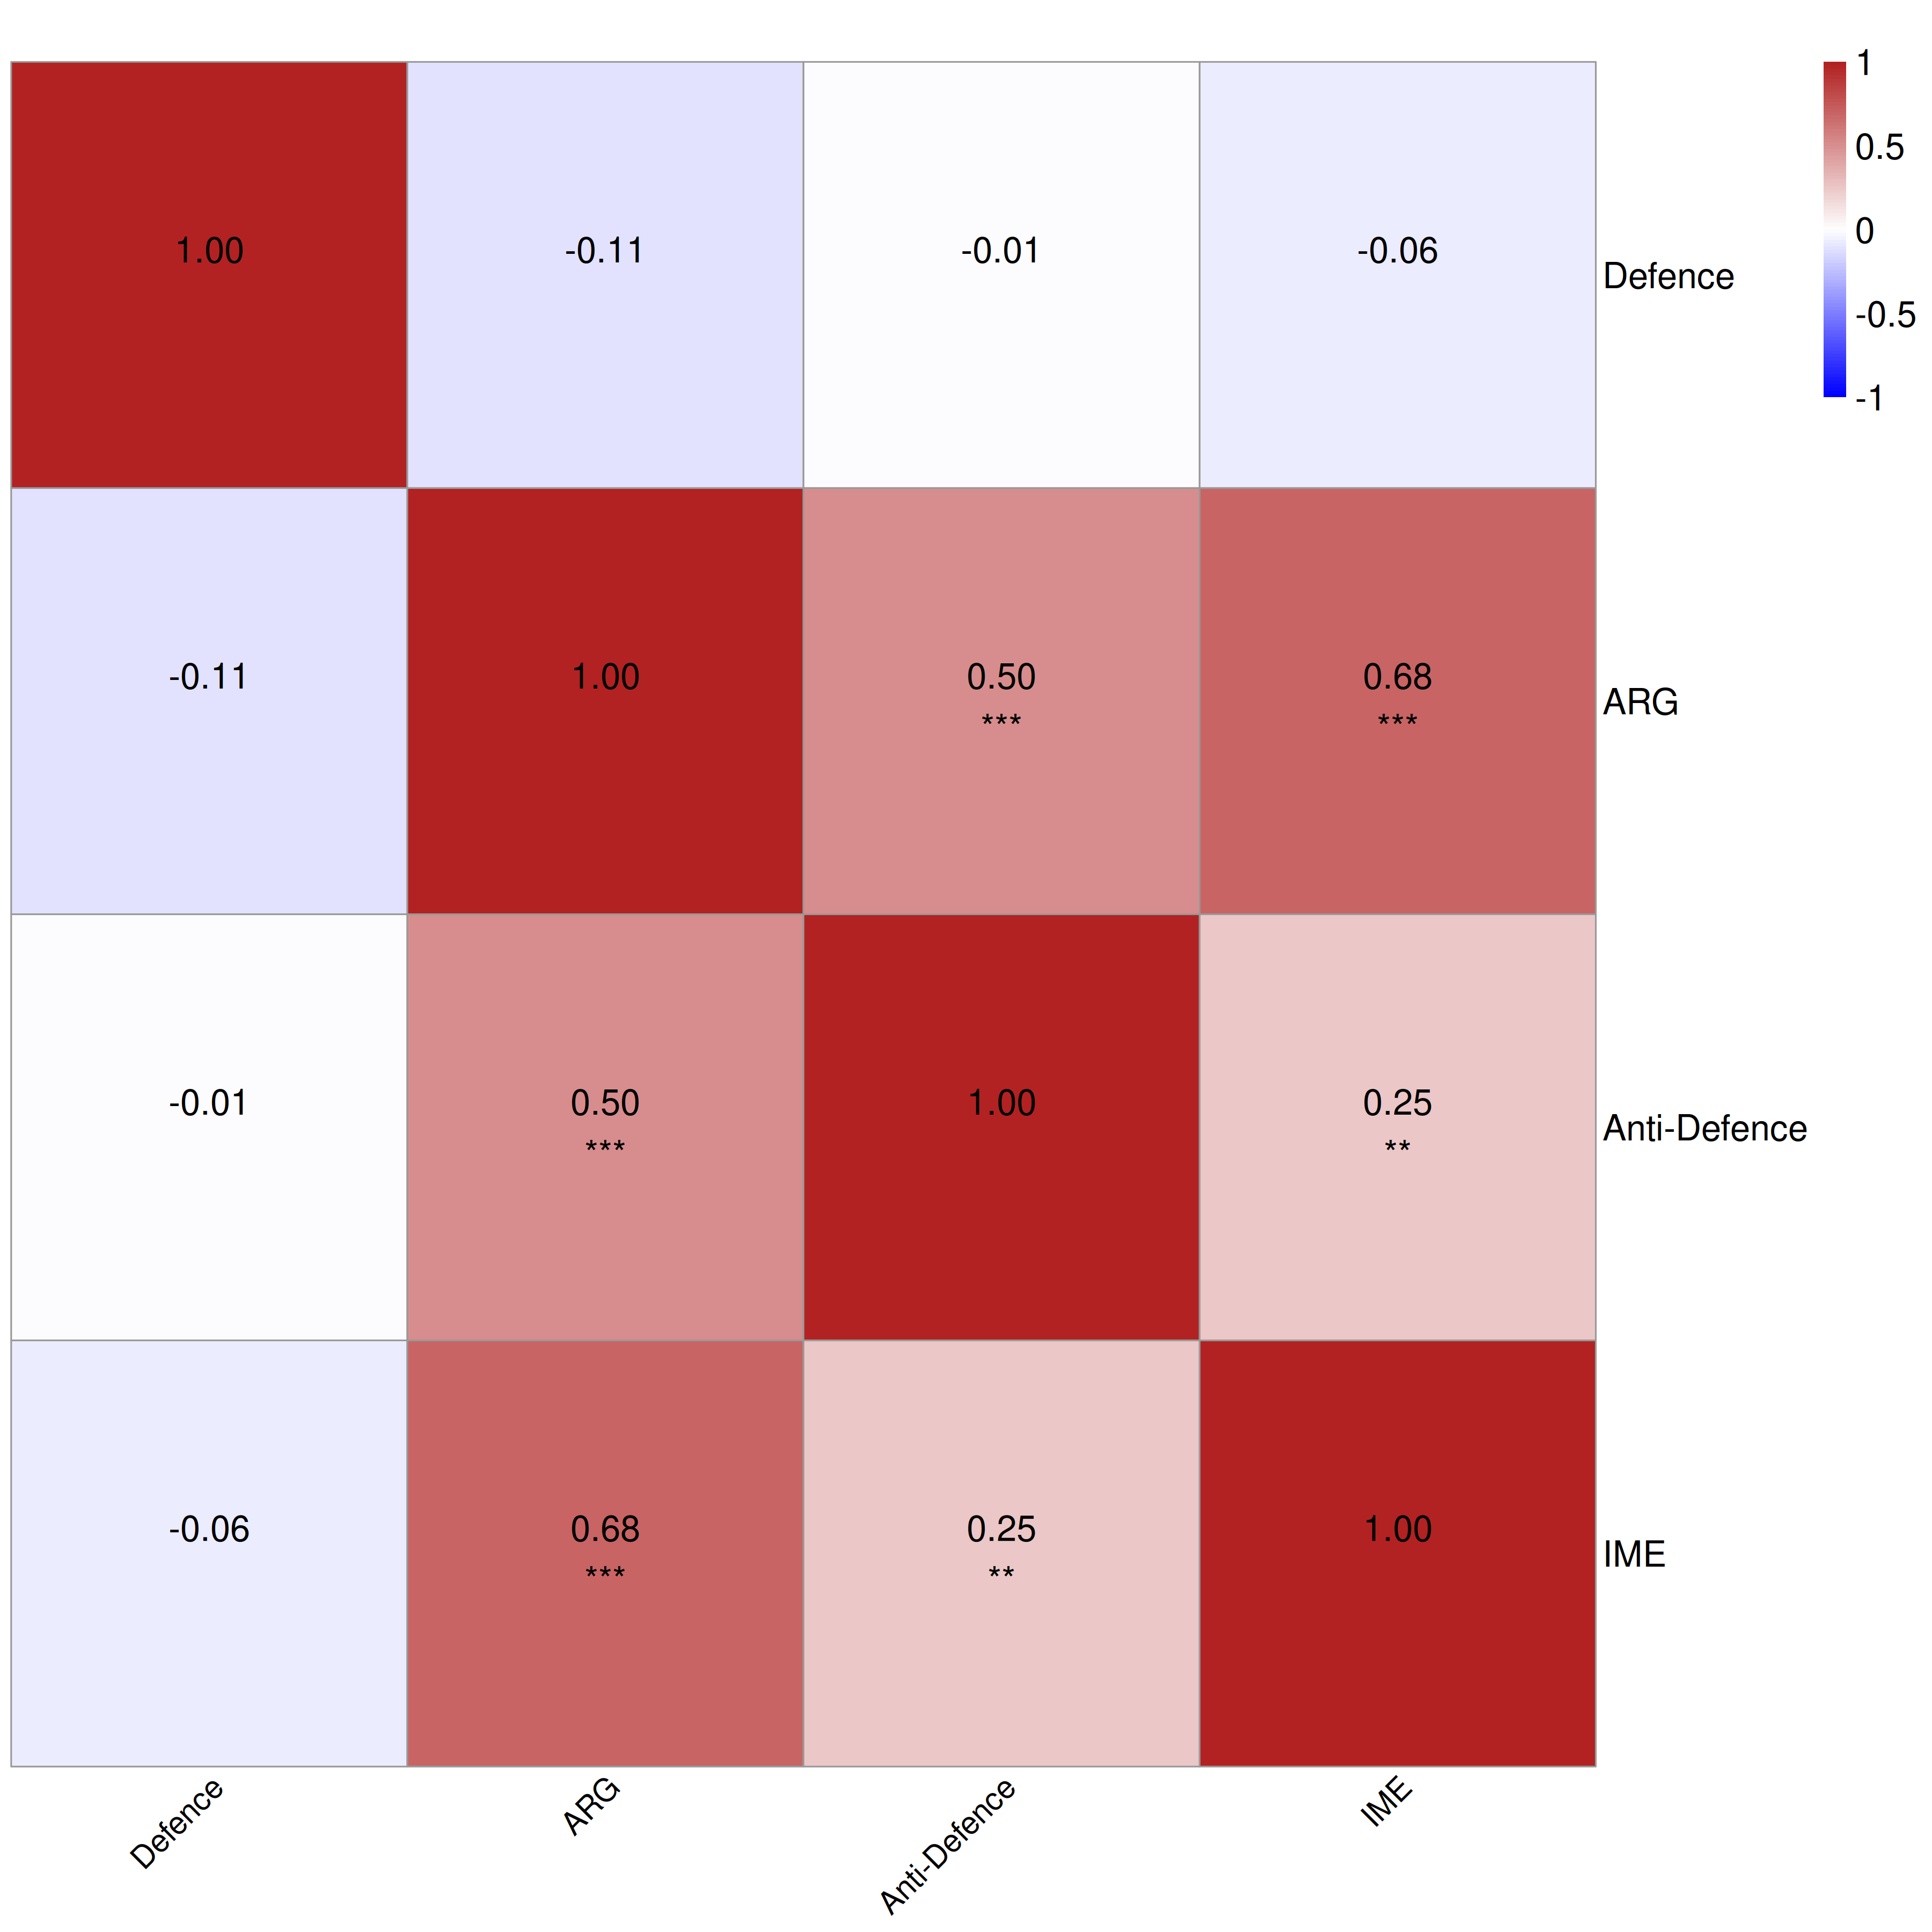 1
0.5
0
-0.5
-1
1.00 -0.11 -0.01 -0.06
Defence
-0.11 1.00 0.50 0.68
*** ***
ARG
-0.01 0.50 1.00 0.25
*** **
Anti-Defence
-0.06 0.68 0.25 1.00
*** **
IME
Defence ARG Anti-Defence IME